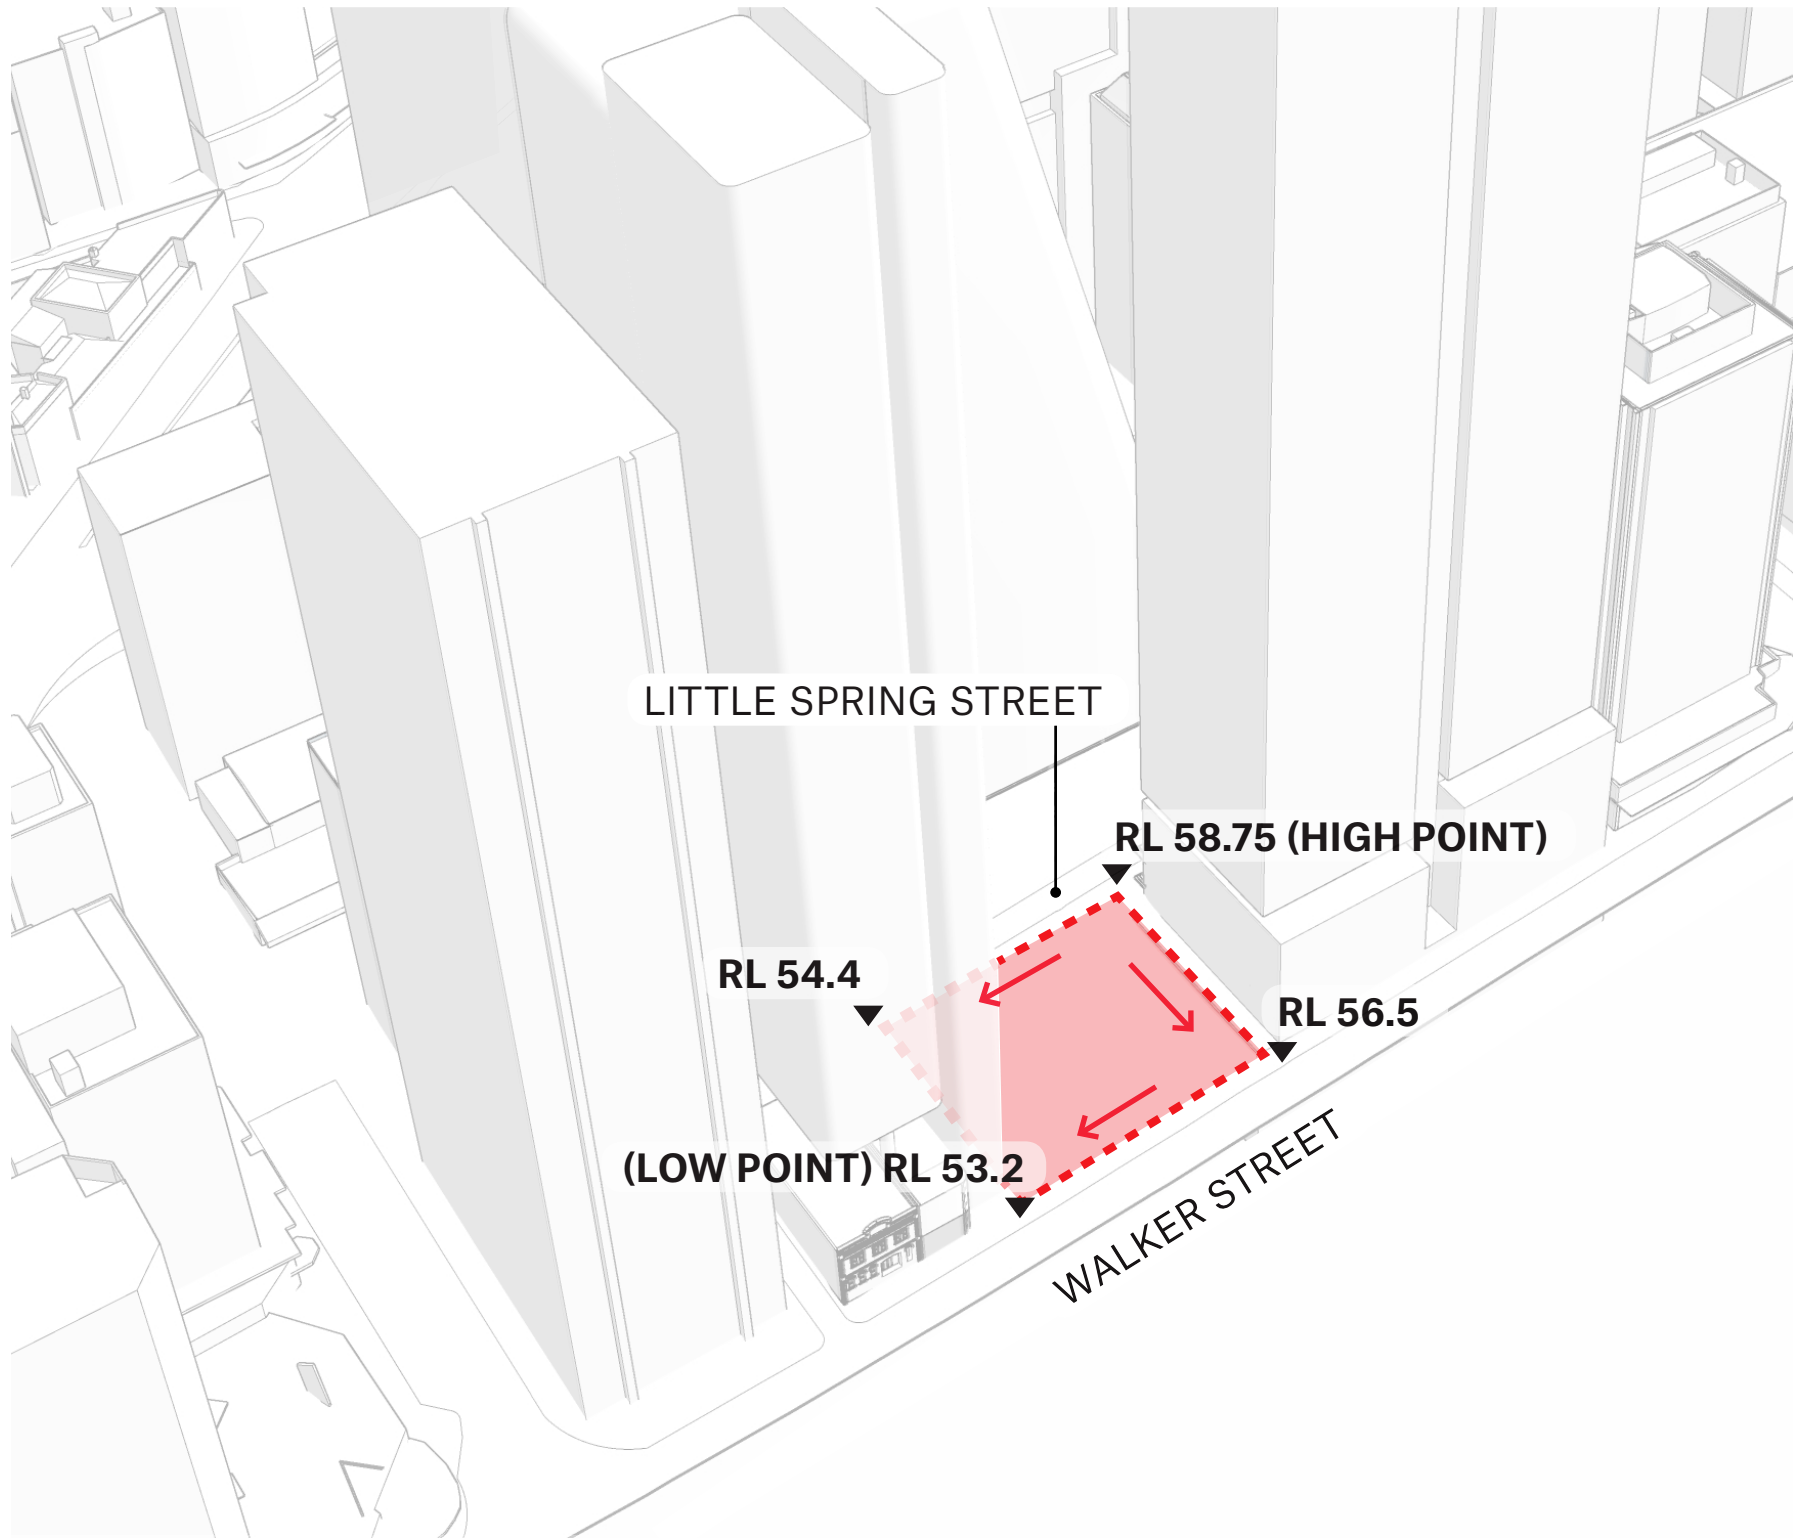 LITTLE SPRING STREET
RL 58.75 (HIGH POINT)
RL 54.4
RL 56.5
(LOW POINT) RL 53.2
WALKER STREET